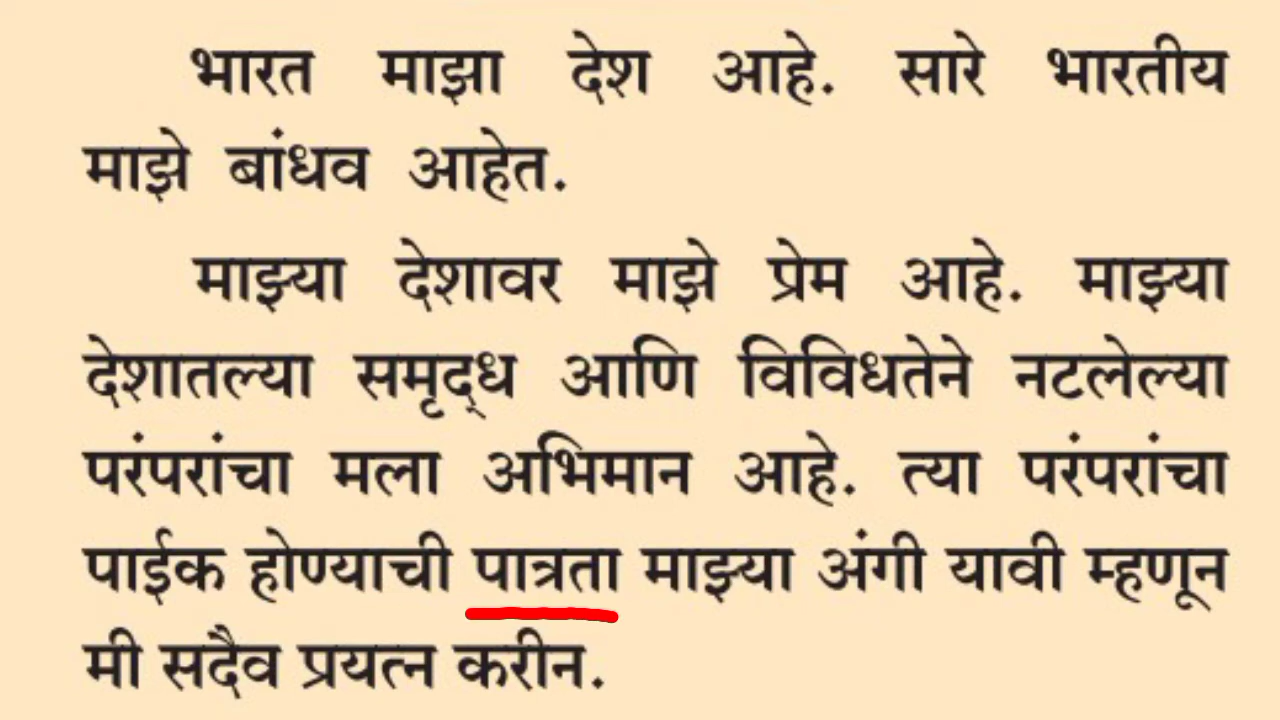 भारत माझा देश आहे. सारे भारतीय
माझे बांधव आहेत.
माझ्या देशावर माझे प्रेम आहे. माझ्या
देशातल्या समृद्‌ध आणि विविधतेने नटलेल्या
परंपरांचा मला अभिमान आहे. त्या परंपरांचा
पाईक होण्याची पात्रता माझ्या अंगी यावी म्हणून
मी सदैव प्रयत्न करीन.